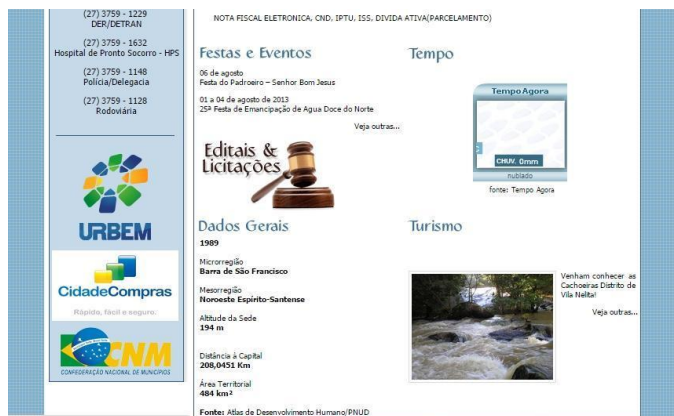 (27) 3759 - 1229
DER/DETRAN
(27) 3759 - 1632
Hospital de Pronto Socorro - HPS
(27) 3759 - 1148
Polícia/Delegacia
(27) 3759 - 1128
Rodoviária
URBEM
CidadeCompras
Rápido, fácil e seguro.
CNM
CONFEDERAÇÃO NACIONAL DE MUNICÍPIOS
NOTA FISCAL ELETRONICA, CND, IPTU, ISS, DIVIDA ATIVA(PARCELAMENTO)
Festas e Eventos
06 de agosto
Festa do Padroeiro – Senhor Bom Jesus
01 a 04 de agosto de 2013
25ª Festa de Emancipação de Agua Doce do Norte
Veja outras...
Editais &
Licitações
Dados Gerais
1989
Microrregião
Barra de São Francisco
Mesorregião
Noroeste Espírito-Santense
Altitude da Sede
194 m
Distância à Capital
208,0451 Km
Área Territorial
484 km²
Fonte: Atlas de Desenvolvimento Humano/PNUD
Tempo
TempoAgora
CHUV. 0mm
nublado
fonte: Tempo Agora
Turismo
Venham conhecer as
Cachoeiras Distrito de
Vila Nelita!
Veja outras...